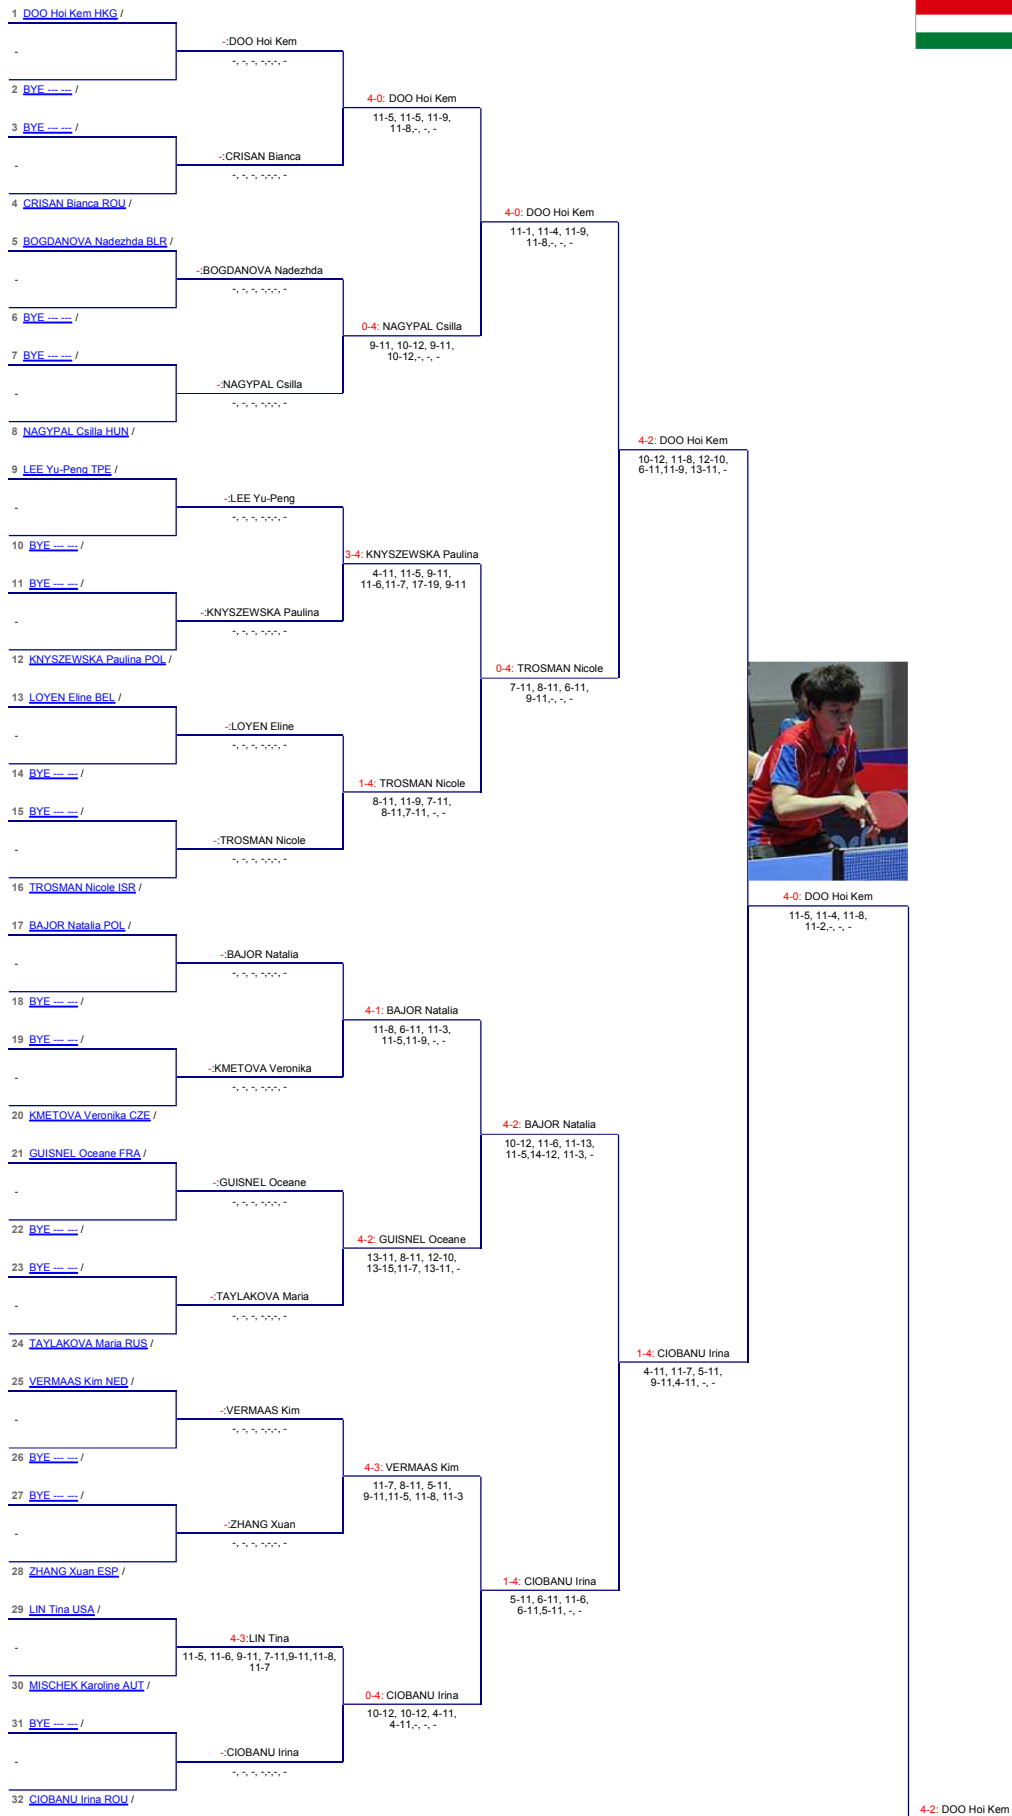 1 DOO Hoi Kem HKG /
-
2 BYE --- --- /
3 BYE --- --- /
-
4 CRISAN Bianca ROU /
5 BOGDANOVA Nadezhda BLR /
-
6 BYE --- --- /
7 BYE --- --- /
-
8 NAGYPAL Csilla HUN /
9 LEE Yu-Peng TPE /
-
10 BYE --- --- /
11 BYE --- --- /
-
12 KNYSZEWSKA Paulina POL /
13 LOYEN Eline BEL /
-
14 BYE --- --- /
15 BYE --- --- /
-
16 TROSMAN Nicole ISR /
17 BAJOR Natalia POL /
-
18 BYE --- --- /
19 BYE --- --- /
-
20 KMETOVA Veronika CZE /
21 GUISNEL Oceane FRA /
-
22 BYE --- --- /
23 BYE --- --- /
-
24 TAYLAKOVA Maria RUS /
25 VERMAAS Kim NED /
-
26 BYE --- --- /
27 BYE --- --- /
-
28 ZHANG Xuan ESP /
29 LIN Tina USA /
-
30 MISCHEK Karoline AUT /
31 BYE --- --- /
-
32 CIOBANU Irina ROU /
-:DOO Hoi Kem
-, -, -, -,-,-, -
-:CRISAN Bianca
-, -, -, -,-,-, -
-:BOGDANOVA Nadezhda
-, -, -, -,-,-, -
-:NAGYPAL Csilla
-, -, -, -,-,-, -
-:LEE Yu-Peng
-, -, -, -,-,-, -
-:KNYSZEWSKA Paulina
-, -, -, -,-,-, -
-:LOYEN Eline
-, -, -, -,-,-, -
-:TROSMAN Nicole
-, -, -, -,-,-, -
-:BAJOR Natalia
-, -, -, -,-,-, -
-:KMETOVA Veronika
-, -, -, -,-,-, -
-:GUISNEL Oceane
-, -, -, -,-,-, -
-:TAYLAKOVA Maria
-, -, -, -,-,-, -
-:VERMAAS Kim
-, -, -, -,-,-, -
-:ZHANG Xuan
-, -, -, -,-,-, -
4-3:LIN Tina
11-5, 11-6, 9-11, 7-11,9-11,11-8,
11-7
-:CIOBANU Irina
-, -, -, -,-,-, -
4-0: DOO Hoi Kem
11-5, 11-5, 11-9,
11-8,-, -, -
0-4: NAGYPAL Csilla
9-11, 10-12, 9-11,
10-12,-, -, -
3-4: KNYSZEWSKA Paulina
4-11, 11-5, 9-11,
11-6,11-7, 17-19, 9-11
1-4: TROSMAN Nicole
8-11, 11-9, 7-11,
8-11,7-11, -, -
4-1: BAJOR Natalia
11-8, 6-11, 11-3,
11-5,11-9, -, -
4-2: GUISNEL Oceane
13-11, 8-11, 12-10,
13-15,11-7, 13-11, -
4-3: VERMAAS Kim
11-7, 8-11, 5-11,
9-11,11-5, 11-8, 11-3
0-4: CIOBANU Irina
10-12, 10-12, 4-11,
4-11,-, -, -
4-0: DOO Hoi Kem
11-1, 11-4, 11-9,
11-8,-, -, -
0-4: TROSMAN Nicole
7-11, 8-11, 6-11,
9-11,-, -, -
4-2: BAJOR Natalia
10-12, 11-6, 11-13,
11-5,14-12, 11-3, -
1-4: CIOBANU Irina
5-11, 6-11, 11-6,
6-11,5-11, -, -
4-2: DOO Hoi Kem
10-12, 11-8, 12-10,
6-11,11-9, 13-11, -
1-4: CIOBANU Irina
4-11, 11-7, 5-11,
9-11,4-11, -, -
4-0: DOO Hoi Kem
11-5, 11-4, 11-8,
11-2,-, -, -
4-2: DOO Hoi Kem